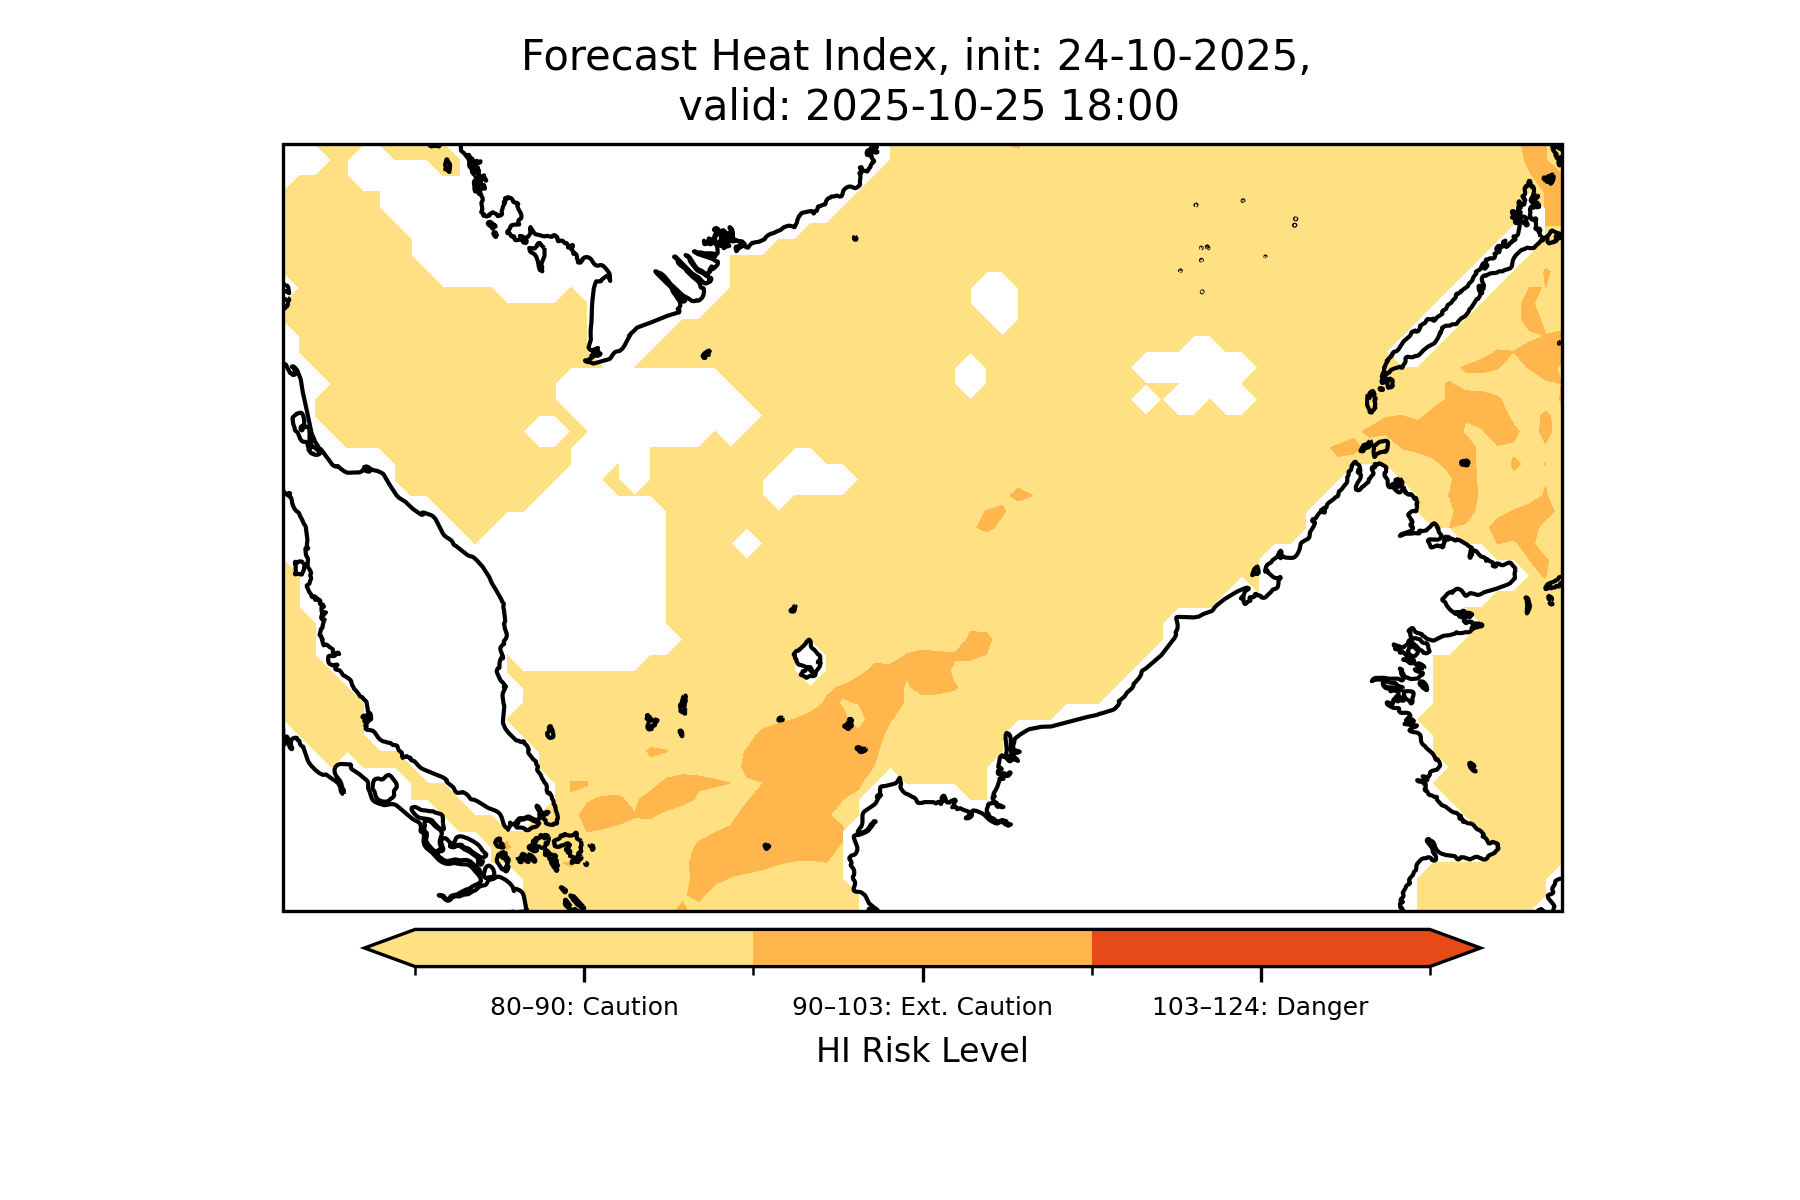 Forecast Heat Index, init: 24-10-2025,
valid: 2025-10-25 18:00
80–90: Caution
90–103: Ext. Caution
103–124: Danger
HI Risk Level